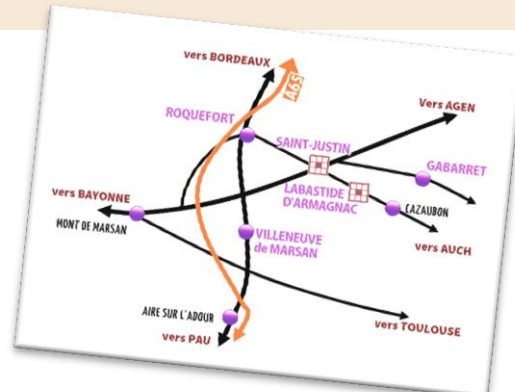 vers BORDEAUX
A65
Vers AGEN
ROQUEFORT
SAINT-JUSTIN
GABARRET
LABASTIDE
D'ARMAGNAC
CAZAUBON
vers BAYONNE
MONT DE MARSAN
VILLENEUVE
de MARSAN
vers AUCH
AIRE SUR L'ADOUR
vers PAU
vers TOULOUSE